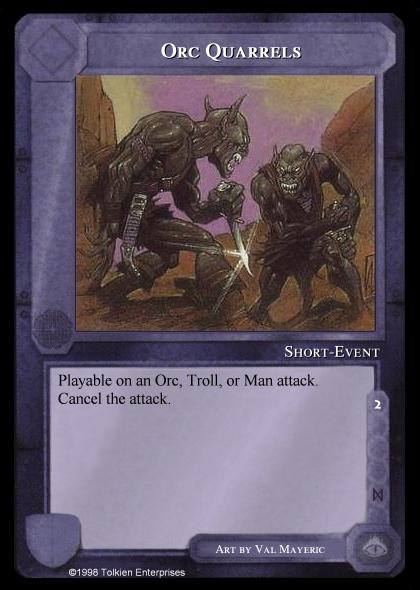 Orc Quarrels
Short-Event
Playable on an Orc, Troll, or Man attack.
Cancel the attack.
2
ᛞ
Art by Val Mayeric
©1998 Tolkien Enterprises